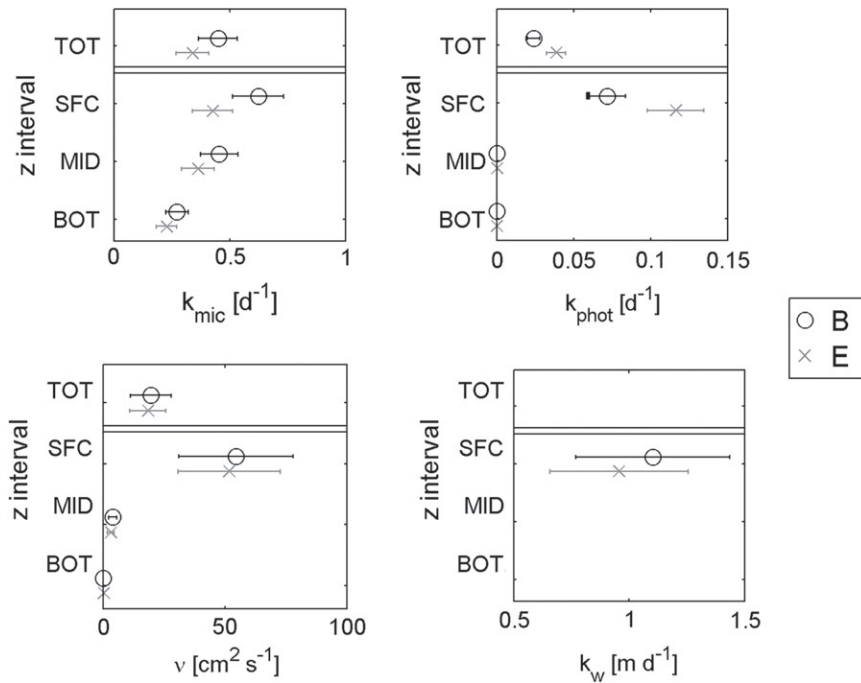 z interval
TOT
SFC
MID
BOT
0 0.5 1
k_mic [d⁻¹]
z interval
TOT
SFC
MID
BOT
0 0.05 0.1 0.15
k_phot [d⁻¹]
B
E
z interval
TOT
SFC
MID
BOT
0 50 100
ν [cm² s⁻¹]
z interval
TOT
SFC
MID
BOT
0.5 1 1.5
k_w [m d⁻¹]